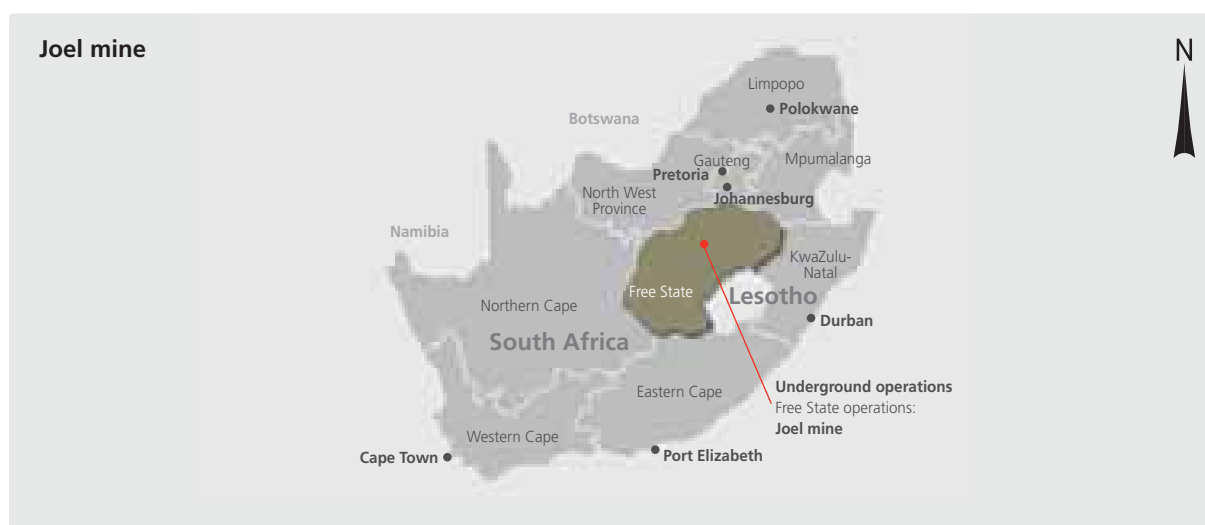 Joel mine
N
Limpopo
Polokwane
Botswana
Gauteng
Mpumalanga
Pretoria
North West
Province
Johannesburg
Namibia
KwaZulu-
Natal
Free State
Lesotho
Northern Cape
Durban
South Africa
Underground operations
Eastern Cape
Free State operations:
Joel mine
Western Cape
Cape Town
Port Elizabeth